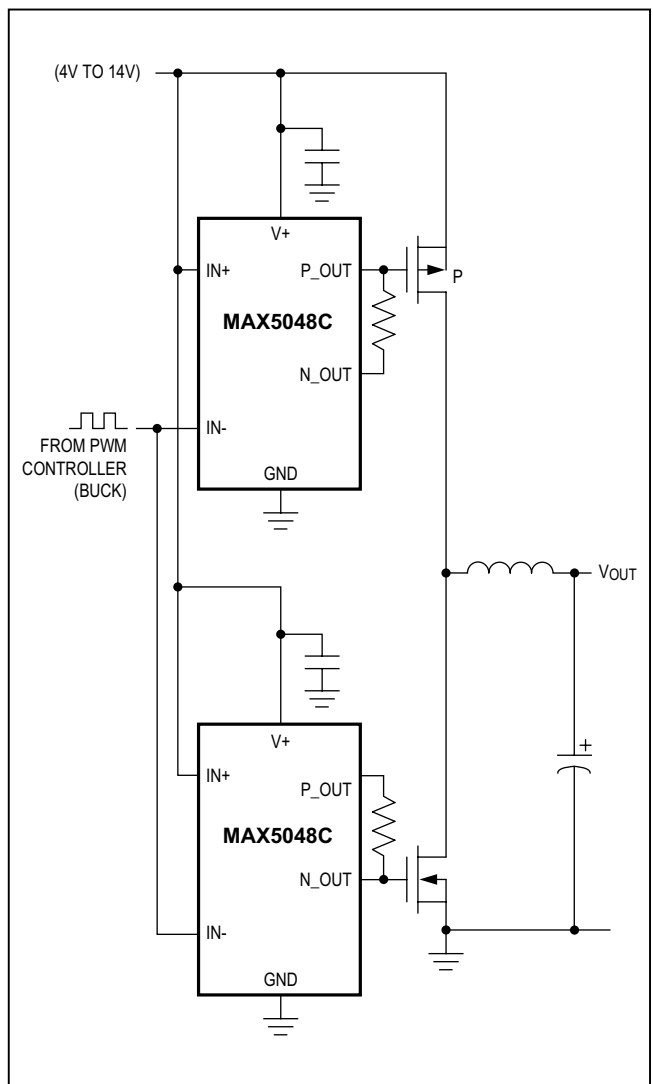 (4V TO 14V)
V+
IN+
P_OUT
P
MAX5048C
N_OUT
IN-
FROM PWM
CONTROLLER
(BUCK)
GND
VOUT
V+
IN+
P_OUT
MAX5048C
N_OUT
IN-
GND
+